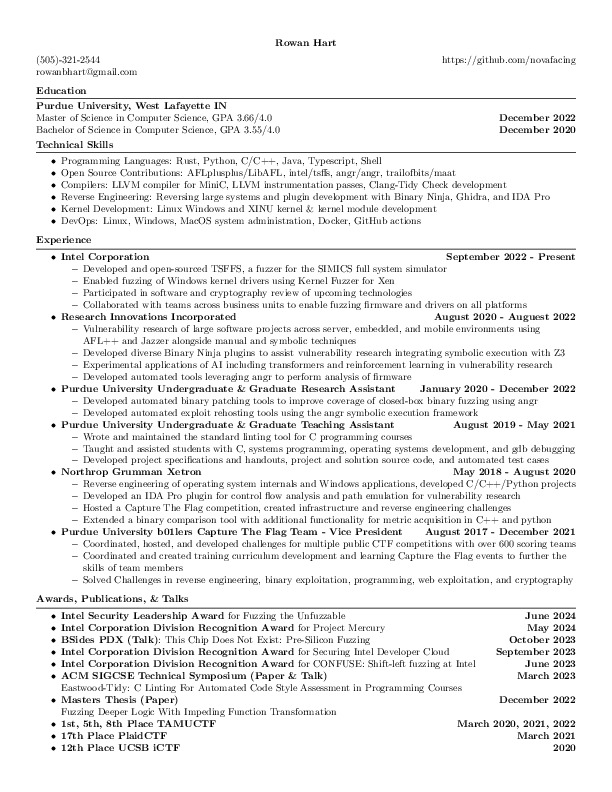 Rowan Hart
(505)-321-2544 https://github.com/novafacing
rowanbhart@gmail.com
Education
Purdue University, West Lafayette IN
Master of Science in Computer Science, GPA 3.66/4.0 December 2022
Bachelor of Science in Computer Science, GPA 3.55/4.0 December 2020
Technical Skills
• Programming Languages: Rust, Python, C/C++, Java, Typescript, Shell
• Open Source Contributions: AFLplusplus/LibAFL, intel/tsffs, angr/angr, trailofbits/maat
• Compilers: LLVM compiler for MiniC, LLVM instrumentation passes, Clang-Tidy Check development
• Reverse Engineering: Reversing large systems and plugin development with Binary Ninja, Ghidra, and IDA Pro
• Kernel Development: Linux Windows and XINU kernel & kernel module development
• DevOps: Linux, Windows, MacOS system administration, Docker, GitHub actions
Experience
• Intel Corporation September 2022 - Present
– Developed and open-sourced TSFFS, a fuzzer for the SIMICS full system simulator
– Enabled fuzzing of Windows kernel drivers using Kernel Fuzzer for Xen
– Participated in software and cryptography review of upcoming technologies
– Collaborated with teams across business units to enable fuzzing firmware and drivers on all platforms
• Research Innovations Incorporated August 2020 - Auguest 2022
– Vulnerability research of large software projects across server, embedded, and mobile environments using
AFL++ and Jazzer alongside manual and symbolic techniques
– Developed diverse Binary Ninja plugins to assist vulnerability research integrating symbolic execution with Z3
– Experimental applications of AI including transformers and reinforcement learning in vulnerability research
– Developed automated tools leveraging angr to perform analysis of firmware
• Purdue University Undergraduate & Graduate Research Assistant January 2020 - December 2022
– Developed automated binary patching tools to improve coverage of closed-box binary fuzzing using angr
– Developed automated exploit rehosting tools using the angr symbolic execution framework
• Purdue University Undergraduate & Graduate Teaching Assistant August 2019 - May 2021
– Wrote and maintained the standard linting tool for C programming courses
– Taught and assisted students with C, systems programming, operating systems development, and gdb debugging
– Developed project specifications and handouts, project and solution source code, and automated test cases
• Northrop Grumman Xetron May 2018 - August 2020
– Reverse engineering of operating system internals and Windows applications, developed C/C++/Python projects
– Developed an IDA Pro plugin for control flow analysis and path emulation for vulnerability research
– Hosted a Capture The Flag competition, created infrastructure and reverse engineering challenges
– Extended a binary comparison tool with additional functionality for metric acquisition in C++ and python
• Purdue University b01lers Capture The Flag Team - Vice President August 2017 - December 2021
– Coordinated, hosted, and developed challenges for multiple public CTF competitions with over 600 scoring teams
– Coordinated and created training curriculum development and learning Capture the Flag events to further the
skills of team members
– Solved Challenges in reverse engineering, binary exploitation, programming, web exploitation, and cryptography
Awards, Publications, & Talks
• Intel Security Leadership Award for Fuzzing the Unfuzzable June 2024
• Intel Corporation Division Recognition Award for Project Mercury May 2024
• BSides PDX (Talk): This Chip Does Not Exist: Pre-Silicon Fuzzing October 2023
• Intel Corporation Division Recognition Award for Securing Intel Developer Cloud September 2023
• Intel Corporation Division Recognition Award for CONFUSE: Shift-left fuzzing at Intel June 2023
• ACM SIGCSE Technical Symposium (Paper & Talk) March 2023
Eastwood-Tidy: C Linting For Automated Code Style Assessment in Programming Courses
• Masters Thesis (Paper) December 2022
Fuzzing Deeper Logic With Impeding Function Transformation
• 1st, 5th, 8th Place TAMUCTF March 2020, 2021, 2022
• 17th Place PlaidCTF March 2021
• 12th Place UCSB iCTF 2020